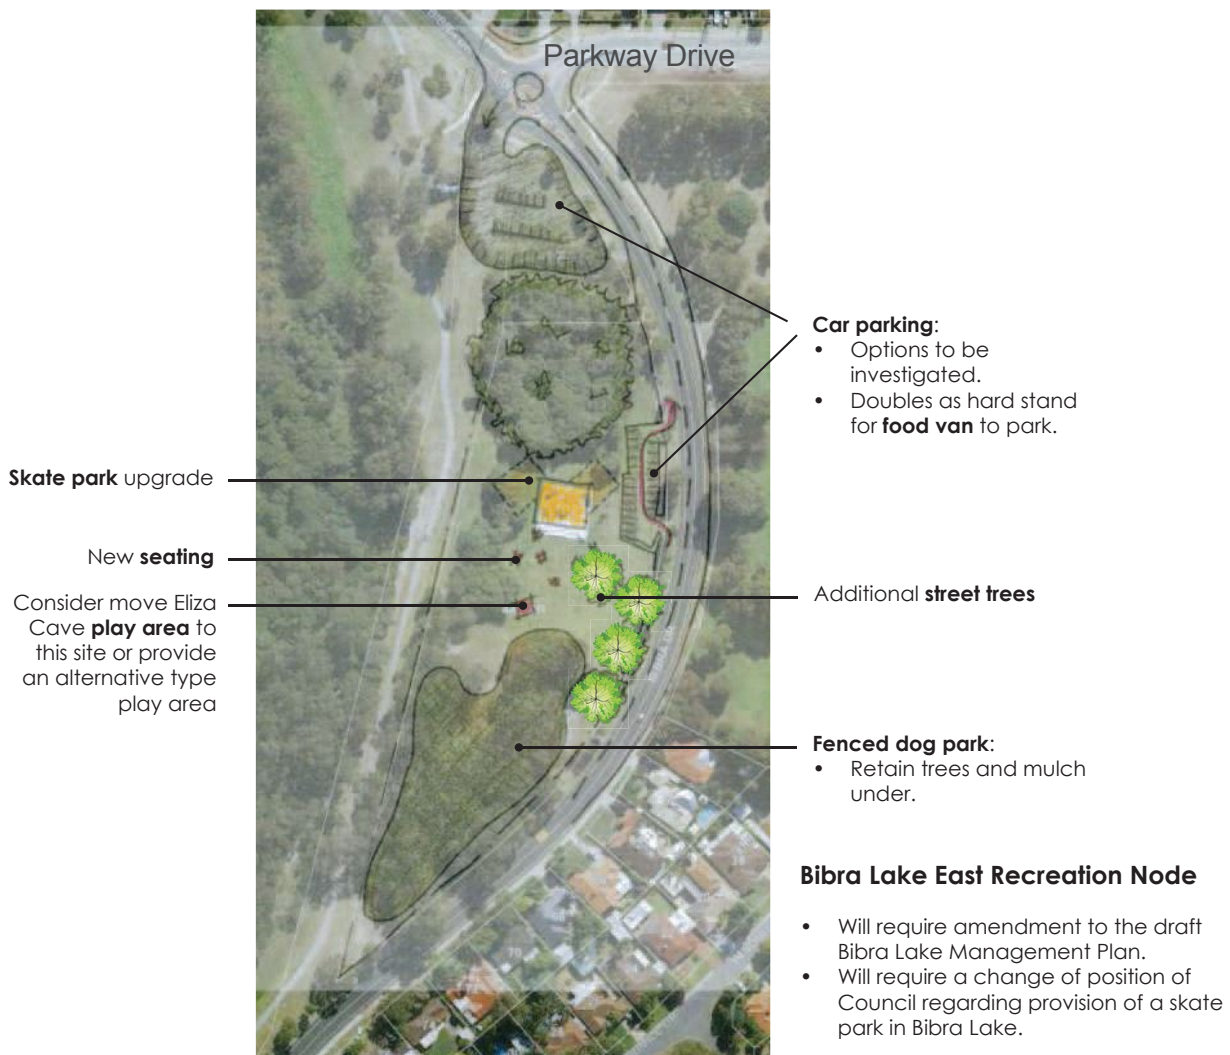 Parkway Drive
Car parking:
• Options to be
investigated.
• Doubles as hard stand
for food van to park.
Skate park upgrade
New seating
Consider move Eliza
Cave play area to
this site or provide
an alternative type
play area
Additional street trees
Fenced dog park:
• Retain trees and mulch
under.
Bibra Lake East Recreation Node
• Will require amendment to the draft
Bibra Lake Management Plan.
• Will require a change of position of
Council regarding provision of a skate
park in Bibra Lake.